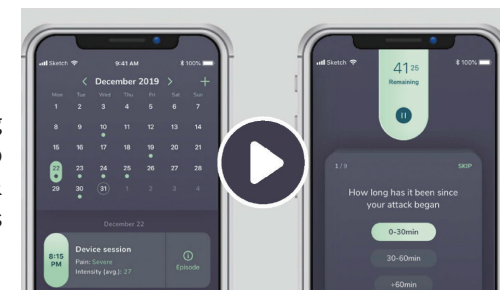 Sketch 9:41 AM 100%
< December 2019 > +
Mon Tue Wed Thu Fri Sat Sun
1 2 3 4 5 6 7
8 9 10 11 12 13 14
15 16 17 18 19 20 21
22 23 24 25 26 27 28
29 30 31 1 2 3 4
December 22
8:15 PM
Device session
Pain: Severe
Intensity (avg.): 27
Episode
Sketch 100%
41 25
Remaining
1 / 9 SKIP
How long has it been since
your attack began
0-30min
30-60min
+60min